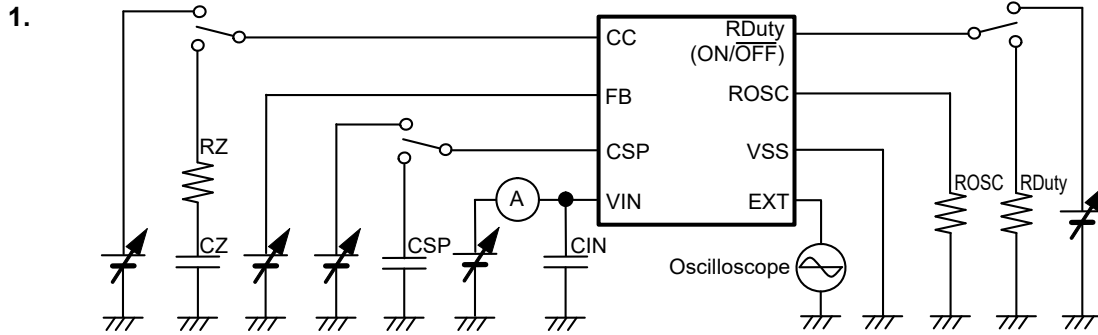 1.
CC
RDuty
(ON/OFF)
FB
ROSC
RZ
CSP
VSS
ROSC
RDuty
A
VIN
EXT
CZ
CSP
CIN
Oscilloscope